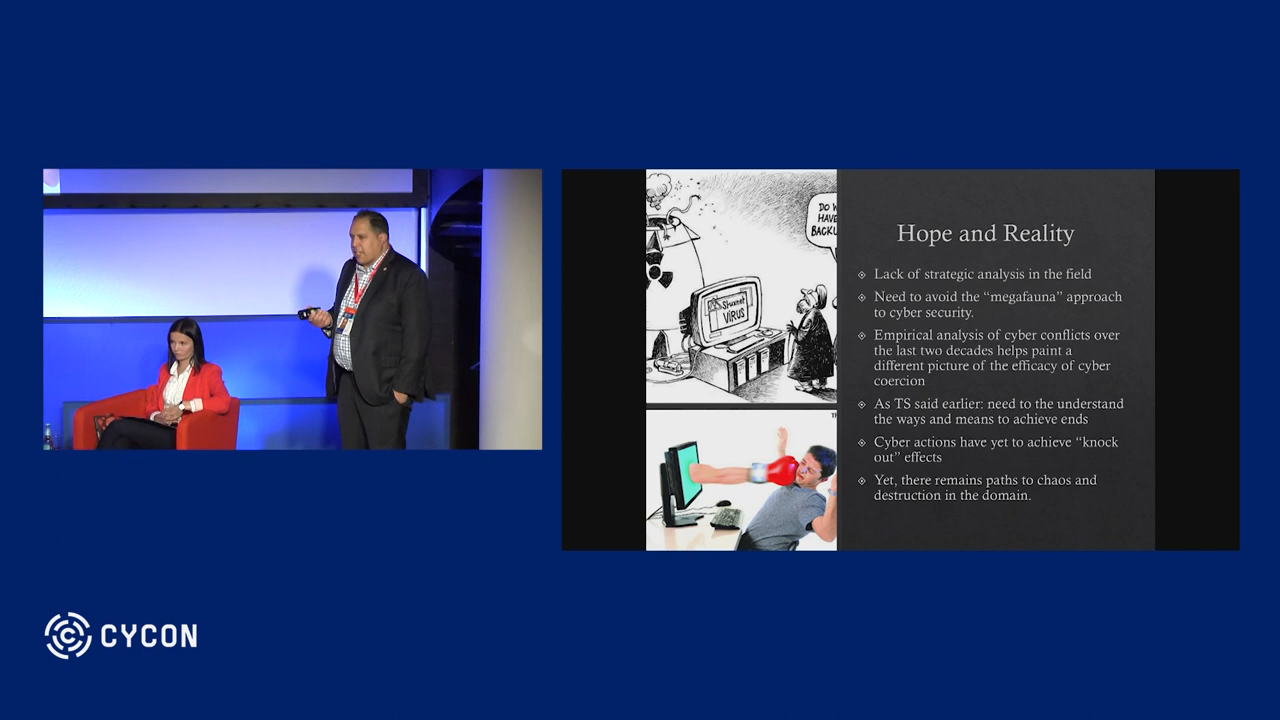 DO W
HAVE
BACKU
Stuxnet
VIRUS
Hope and Reality
Lack of strategic analysis in the field
Need to avoid the “megafauna” approach
to cyber security.
Empirical analysis of cyber conflicts over
the last two decades helps paint a
different picture of the efficacy of cyber
coercion
As TS said earlier: need to the understand
the ways and means to achieve ends
Cyber actions have yet to achieve “knock
out” effects
Yet, there remains paths to chaos and
destruction in the domain.
CYCON